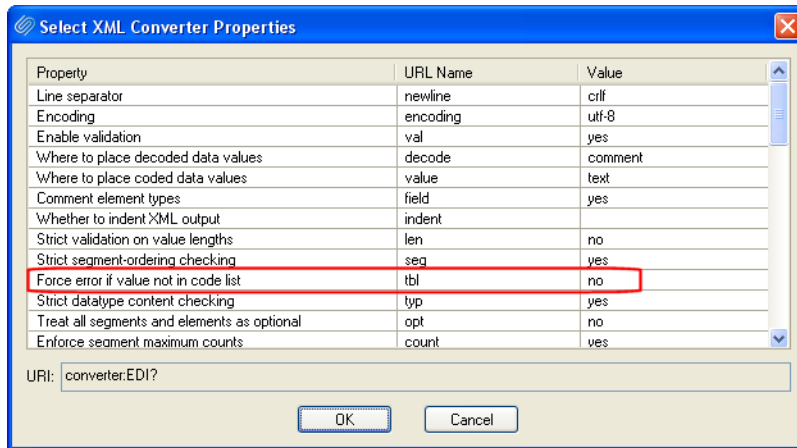 Select XML Converter Properties
Property URL Name Value
Line separator newline crlf
Encoding encoding utf-8
Enable validation val yes
Where to place decoded data values decode comment
Where to place coded data values value text
Comment element types field yes
Whether to indent XML output indent
Strict validation on value lengths len no
Strict segment-ordering checking seg yes
Force error if value not in code list tbl no
Strict datatype content checking typ yes
Treat all segments and elements as optional opt no
Enforce segment maximum counts count yes
URI: converter:EDI?
OK Cancel